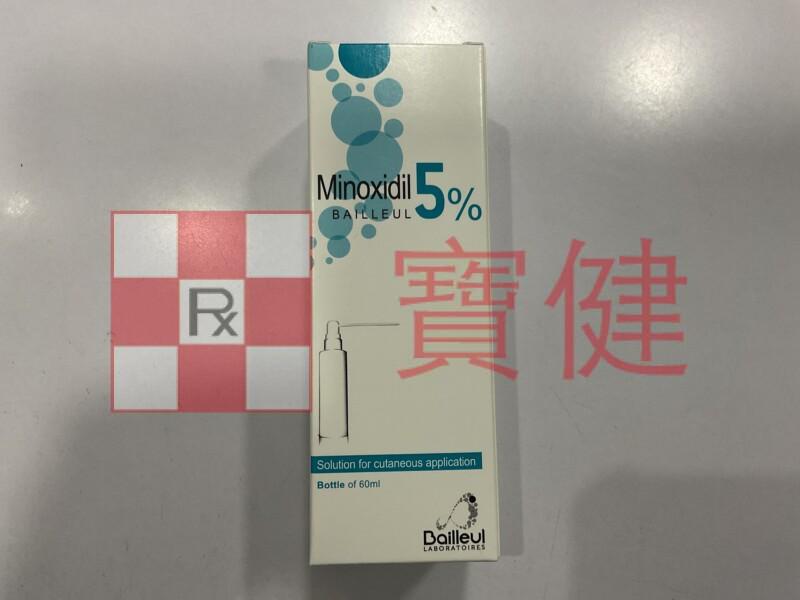 Minoxidil 5%
BAILLEUL
Rx
寶健
Solution for cutaneous application
Bottle of 60ml
Bailleul
LABORATOIRES